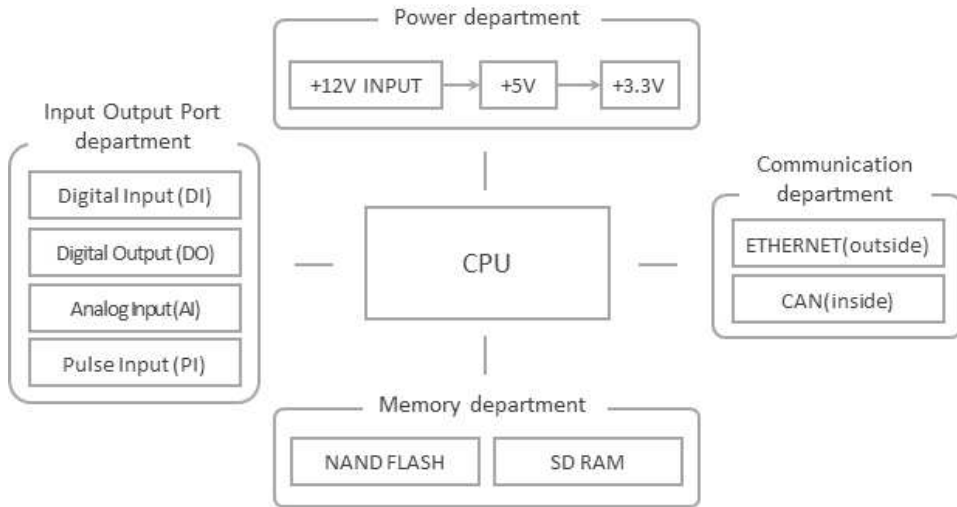 Power department
+12V INPUT
+5V
+3.3V
Input Output Port
department
Digital Input (DI)
Digital Output (DO)
Analog Input (AI)
Pulse Input (PI)
CPU
Communication
department
ETHERNET(outside)
CAN(inside)
Memory department
NAND FLASH
SD RAM